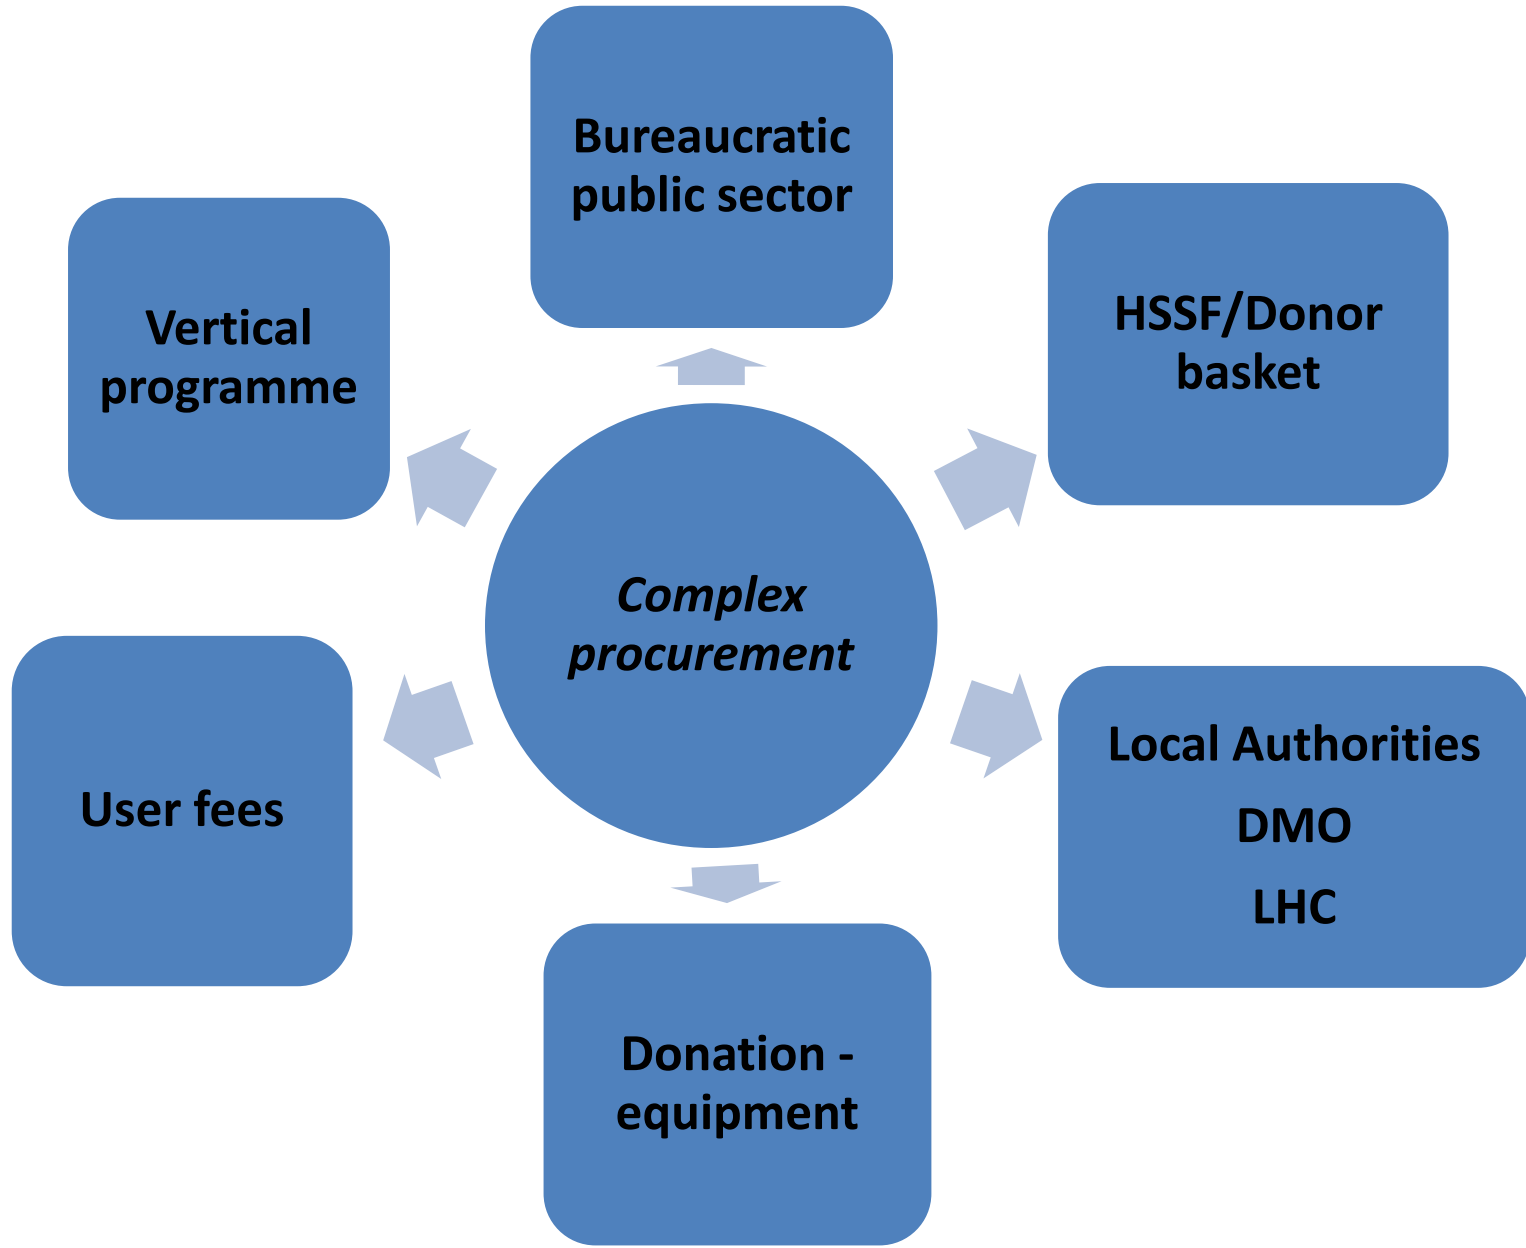 Bureaucratic
public sector
HSSF/Donor
basket
Vertical
programme
Complex
procurement
Local Authorities
DMO
LHC
User fees
Donation -
equipment